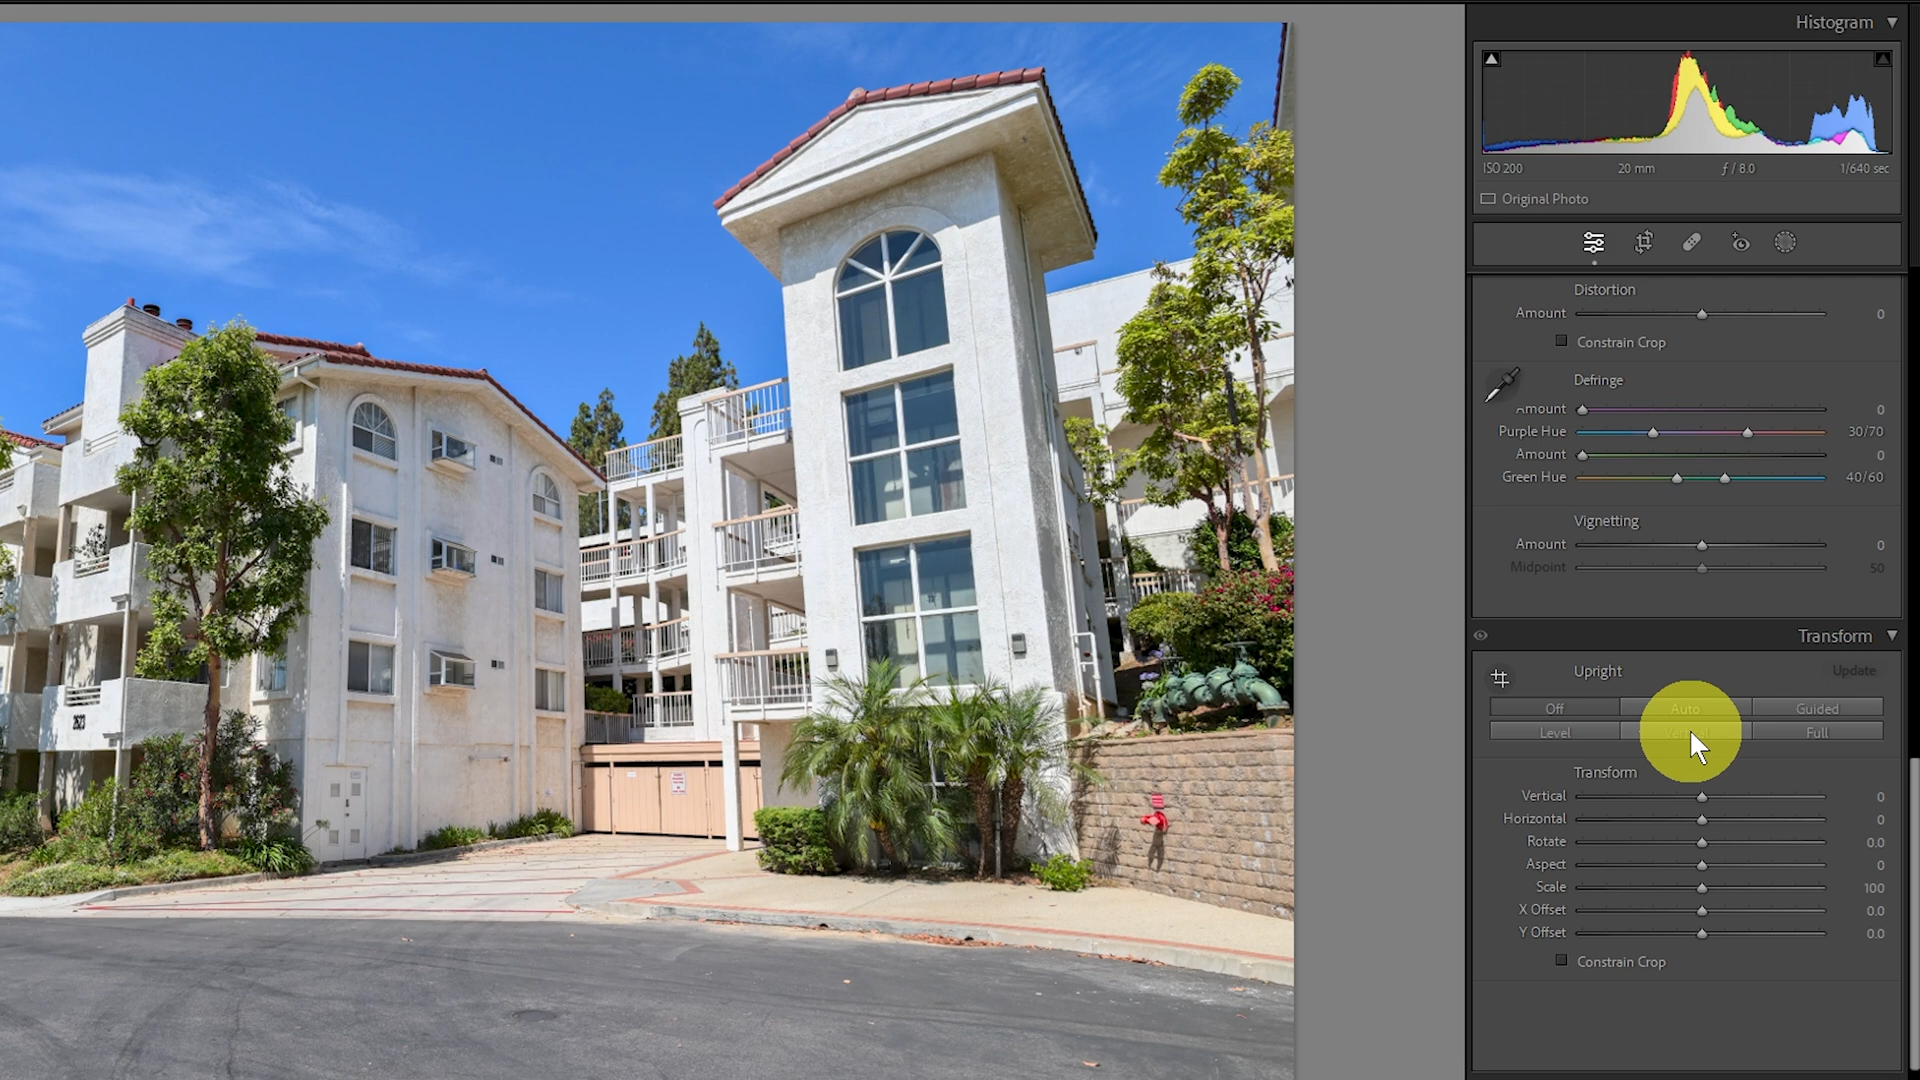 Histogram
ISO 200 20 mm ƒ / 8.0 1/640 sec
Original Photo
Distortion
Amount 0
Constrain Crop
Defringe
Amount 0
Purple Hue 30/70
Amount 0
Green Hue 40/60
Vignetting
Amount 0
Midpoint 50
Transform
Upright Update
Off Auto Guided
Level Vertical Full
Transform
Vertical 0
Horizontal 0
Rotate 0.0
Aspect 0
Scale 100
X Offset 0.0
Y Offset 0.0
Constrain Crop
2523